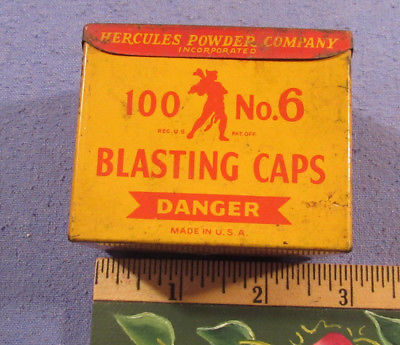 HERCULES POWDER COMPANY
INCORPORATED
100 No.6
REG. U.S. PAT. OFF.
BLASTING CAPS
DANGER
MADE IN U.S.A.
1 2 3